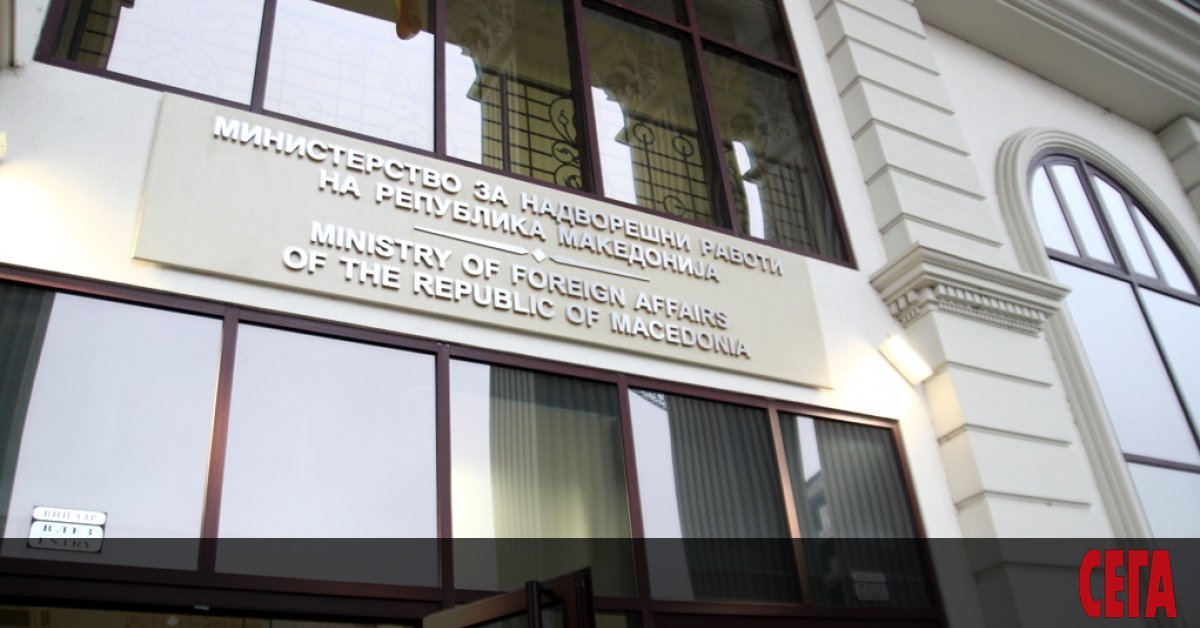 МИНИСТЕРСТВО ЗА НАДВОРЕШНИ РАБОТИ
НА РЕПУБЛИКА МАКЕДОНИЈА
MINISTRY OF FOREIGN AFFAIRS
OF THE REPUBLIC OF MACEDONIA
ВЛЕЗ
ENTRY
СЕГА